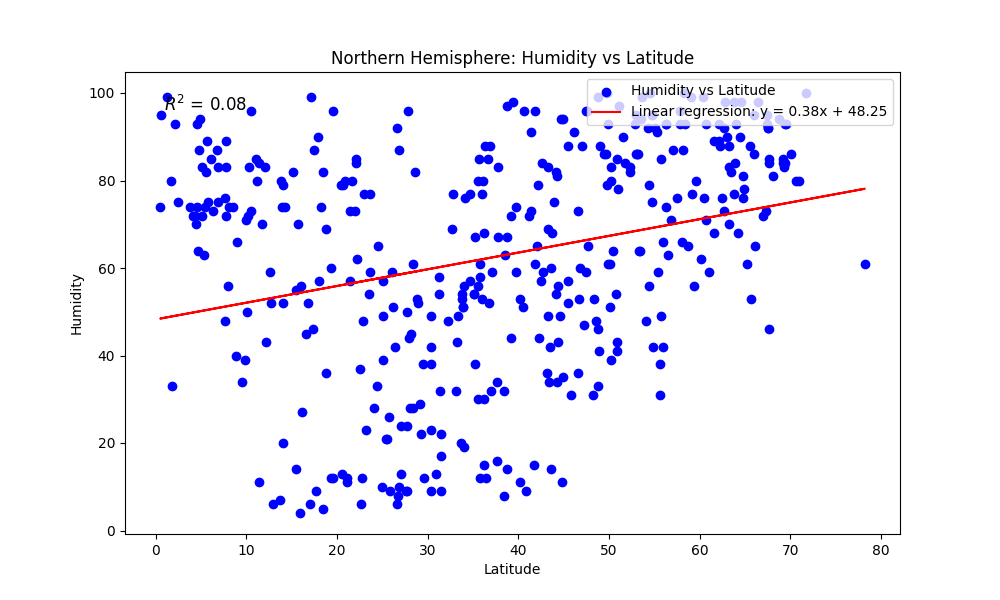 Northern Hemisphere: Humidity vs Latitude
R² = 0.08
Humidity vs Latitude
Linear regression: y = 0.38x + 48.25
100
80
60
40
20
0
Humidity
0 10 20 30 40 50 60 70 80
Latitude